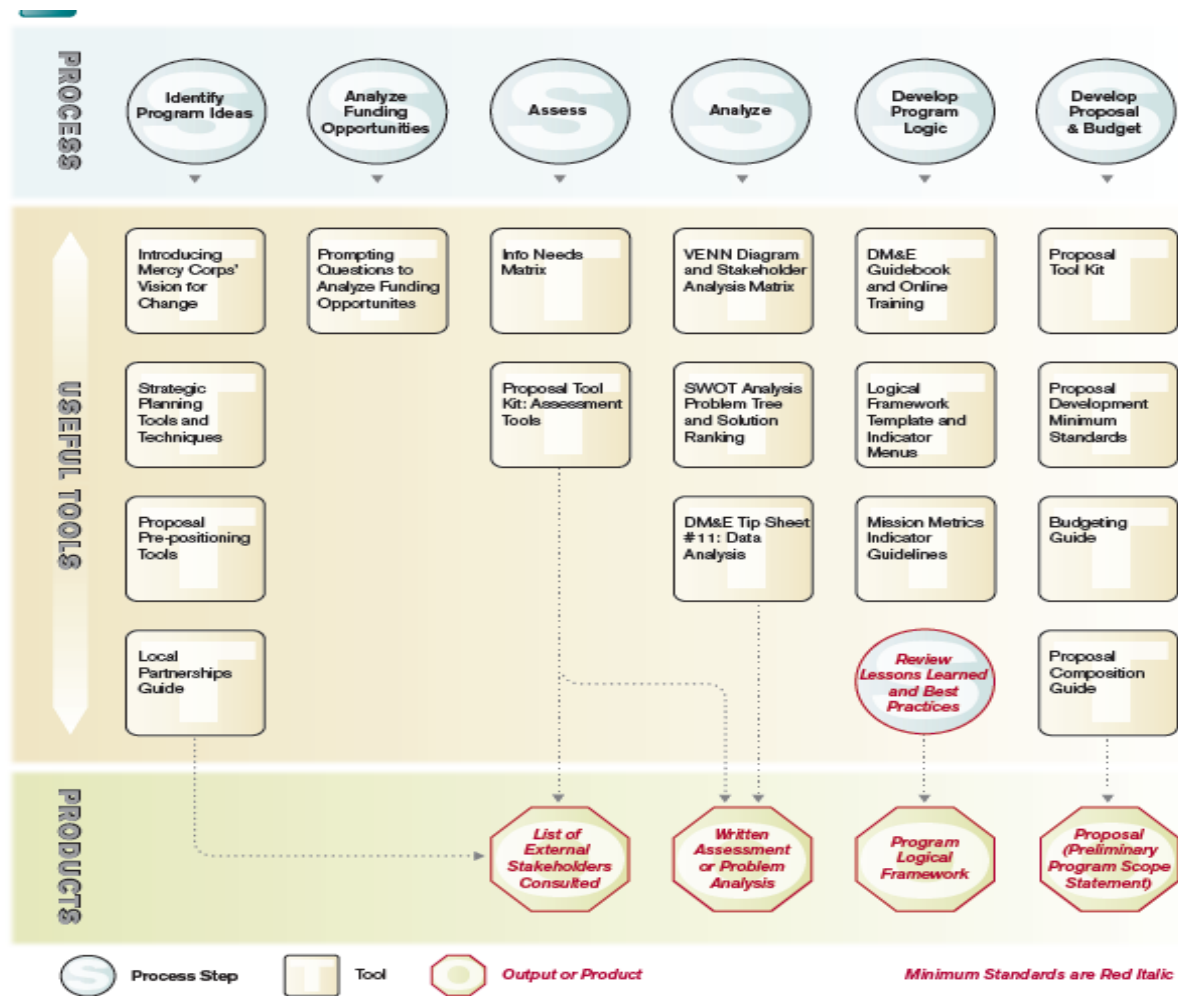 PROCESS
Identify
Program Ideas
Analyze
Funding
Opportunities
Assess
Analyze
Develop
Program
Logic
Develop
Proposal
& Budget
USEFUL TOOLS
Introducing
Mercy Corps'
Vision for
Change
Prompting
Questions to
Analyze Funding
Opportunites
Info Needs
Matrix
VENN Diagram
and Stakeholder
Analysis Matrix
DM&E
Guidebook
and Online
Training
Proposal
Tool Kit
Strategic
Planning
Tools and
Techniques
Proposal Tool
Kit: Assessment
Tools
SWOT Analysis
Problem Tree
and Solution
Ranking
Logical
Framework
Template and
Indicator
Menus
Proposal
Development
Minimum
Standards
Proposal
Pre-positioning
Tools
DM&E Tip Sheet
#11: Data
Analysis
Mission Metrics
Indicator
Guidelines
Budgeting
Guide
Local
Partnerships
Guide
Review
Lessons Learned
and Best
Practices
Proposal
Composition
Guide
PRODUCTS
List of
External
Stakeholders
Consulted
Written
Assessment
or Problem
Analysis
Program
Logical
Framework
Proposal
(Preliminary
Program Scope
Statement)
S
Process Step
T
Tool
O
Output or Product
Minimum Standards are Red Italic